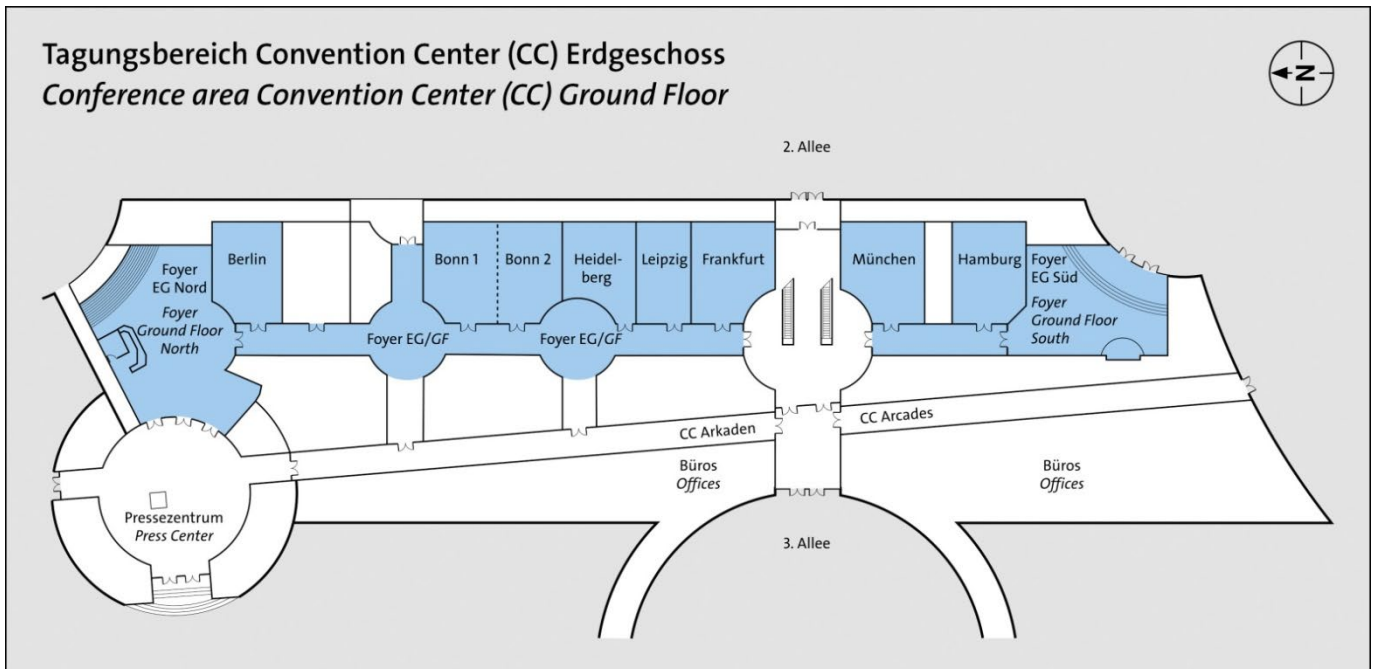 Tagungsbereich Convention Center (CC) Erdgeschoss
Conference area Convention Center (CC) Ground Floor
N
2. Allee
Foyer
EG Nord
Foyer
Ground Floor
North
Berlin
Bonn 1
Bonn 2
Heidel-
berg
Leipzig
Frankfurt
München
Hamburg
Foyer
EG Süd
Foyer
Ground Floor
South
Foyer EG/GF
Foyer EG/GF
CC Arkaden
CC Arcades
Büros
Offices
Büros
Offices
Pressezentrum
Press Center
3. Allee